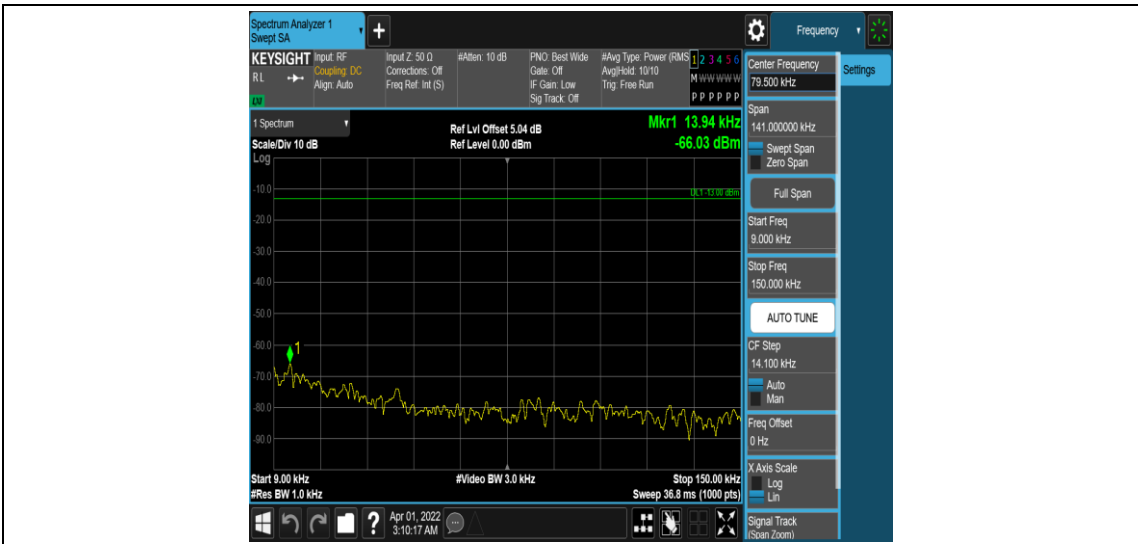 Spectrum Analyzer 1
Swept SA
+
Frequency
KEYSIGHT
RL
LXI
Input: RF
Coupling: DC
Align: Auto
Input Z: 50 Ω
Corrections: Off
Freq Ref: Int (S)
#Atten: 10 dB
PNO: Best Wide
Gate: Off
IF Gain: Low
Sig Track: Off
#Avg Type: Power (RMS
Avg|Hold: 10/10
Trig: Free Run
1 2 3 4 5 6
M W W W W W
P P P P P P
Center Frequency
79.500 kHz
Settings
Span
141.000000 kHz
Swept Span
Zero Span
Full Span
Start Freq
9.000 kHz
Stop Freq
150.000 kHz
AUTO TUNE
CF Step
14.100 kHz
Auto
Man
Freq Offset
0 Hz
X Axis Scale
Log
Lin
Signal Track
(Span Zoom)
1 Spectrum
Scale/Div 10 dB
Log
Ref Lvl Offset 5.04 dB
Ref Level 0.00 dBm
Mkr1 13.94 kHz
-66.03 dBm
DL1 -13.00 dBm
-10.0
-20.0
-30.0
-40.0
-50.0
-60.0
-70.0
-80.0
-90.0
1
Start 9.00 kHz
#Res BW 1.0 kHz
#Video BW 3.0 kHz
Stop 150.00 kHz
Sweep 36.8 ms (1000 pts)
?
Apr 01, 2022
3:10:17 AM